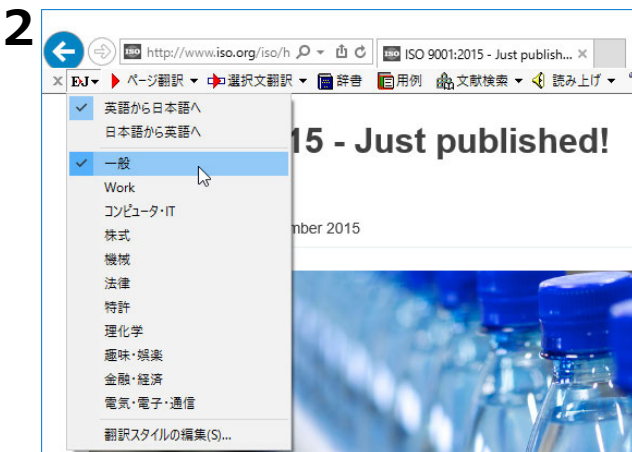 2
http://www.iso.org/iso/h
ISO 9001:2015 - Just publish... ×
× EJ▼ ページ翻訳 ▼ 選択文翻訳 ▼ 辞書 用例 文献検索 ▼ 読み上げ ▼
✓ 英語から日本語へ
日本語から英語へ
15 - Just published!
✓ 一般
Work
コンピュータ・IT
株式
mber 2015
機械
法律
特許
理化学
趣味・娯楽
金融・経済
電気・電子・通信
翻訳スタイルの編集(S)...